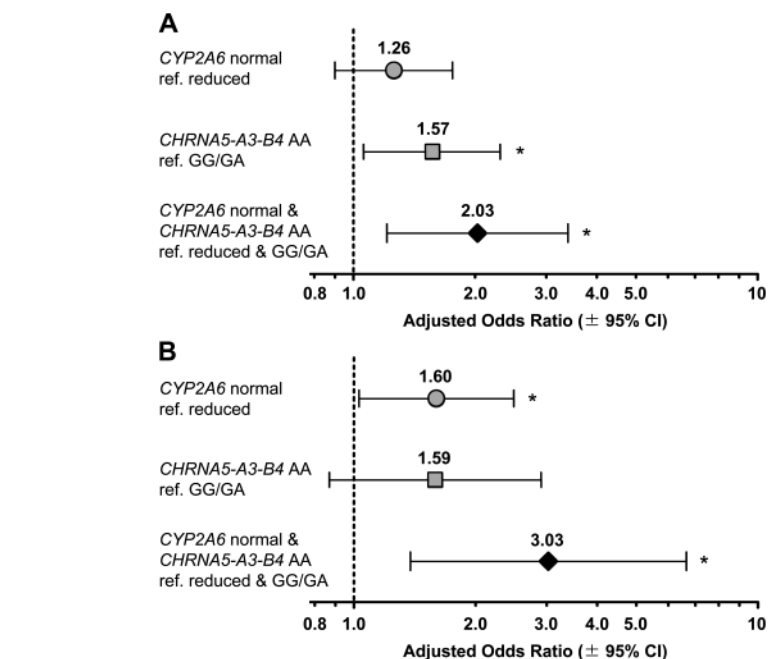 A
CYP2A6 normal
ref. reduced
1.26
CHRNA5-A3-B4 AA
ref. GG/GA
1.57
*
CYP2A6 normal &
CHRNA5-A3-B4 AA
ref. reduced & GG/GA
2.03
*
0.8 1.0 2.0 3.0 4.0 5.0 10
Adjusted Odds Ratio (± 95% CI)
B
CYP2A6 normal
ref. reduced
1.60
*
CHRNA5-A3-B4 AA
ref. GG/GA
1.59
CYP2A6 normal &
CHRNA5-A3-B4 AA
ref. reduced & GG/GA
3.03
*
0.8 1.0 2.0 3.0 4.0 5.0 10
Adjusted Odds Ratio (± 95% CI)